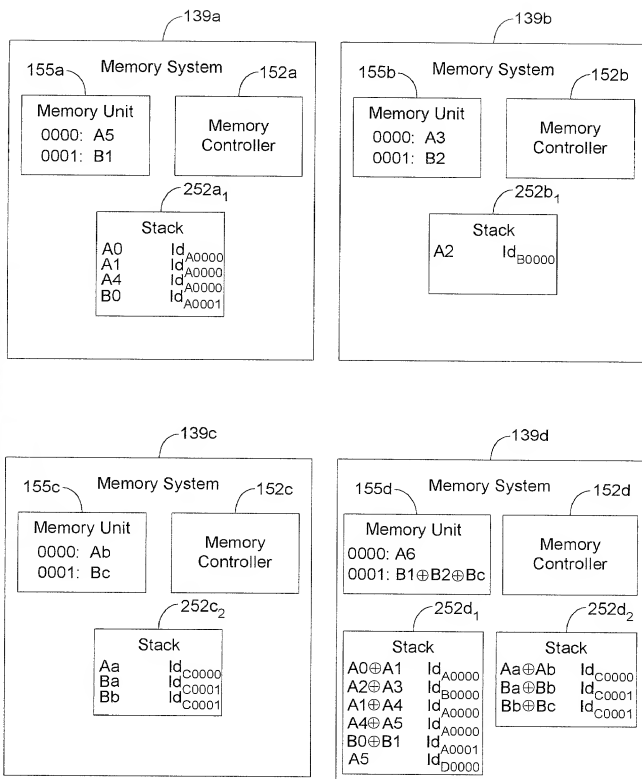 139a
Memory System
155a
152a
Memory Unit
0000: A5
0001: B1
Memory
Controller
252a1
Stack
A0 IdA0000
A1 IdA0000
A4 IdA0000
B0 IdA0001
139b
Memory System
155b
152b
Memory Unit
0000: A3
0001: B2
Memory
Controller
252b1
Stack
A2 IdB0000
139c
Memory System
155c
152c
Memory Unit
0000: Ab
0001: Bc
Memory
Controller
252c2
Stack
Aa IdC0000
Ba IdC0001
Bb IdC0001
139d
Memory System
155d
152d
Memory Unit
0000: A6
0001: B1⊕B2⊕Bc
Memory
Controller
252d1
Stack
A0⊕A1 IdA0000
A2⊕A3 IdB0000
A1⊕A4 IdA0000
A4⊕A5 IdA0000
B0⊕B1 IdA0001
A5 IdD0000
252d2
Stack
Aa⊕Ab IdC0000
Ba⊕Bb IdC0001
Bb⊕Bc IdC0001